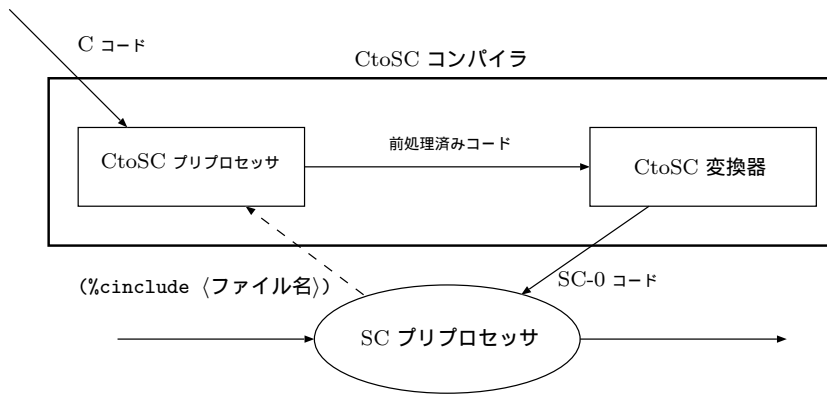 C コード
CtoSC コンパイラ
CtoSC プリプロセッサ
前処理済みコード
CtoSC 変換器
(%cinclude 〈ファイル名〉)
SC-0 コード
SC プリプロセッサ